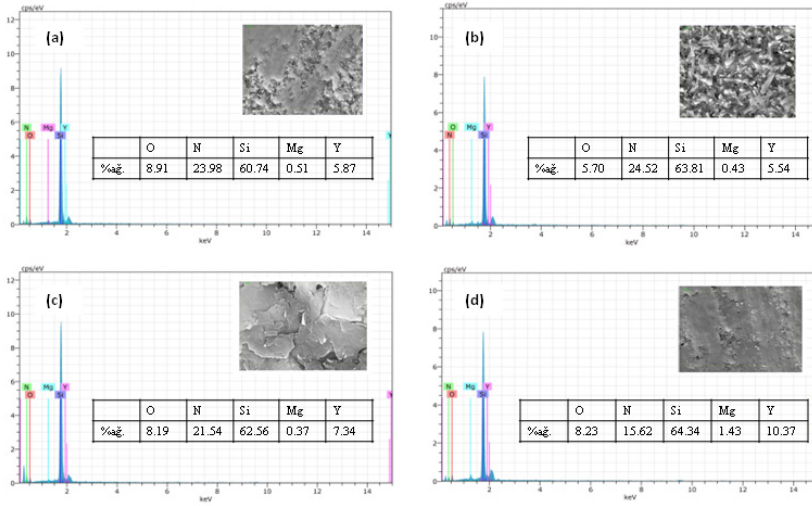 cps/eV
(a)
12
10
8
6
4
2
0
N
O
Mg
Y
Si
Y
O N Si Mg Y
%ağ. 8.91 23.98 60.74 0.51 5.87
2 4 6 8 10 12 14
keV
cps/eV
(b)
10
8
6
4
2
0
O
N
Mg
Y
Si
O N Si Mg Y
%ağ. 5.70 24.52 63.81 0.43 5.54
2 4 6 8 10 12 14
keV
cps/eV
(c)
12
10
8
6
4
2
0
N
O
Mg
Y
Si
Y
O N Si Mg Y
%ağ. 8.19 21.54 62.56 0.37 7.34
2 4 6 8 10 12 14
keV
cps/eV
(d)
10
8
6
4
2
0
N
O
Mg
Y
Si
O N Si Mg Y
%ağ. 8.23 15.62 64.34 1.43 10.37
2 4 6 8 10 12 14
keV